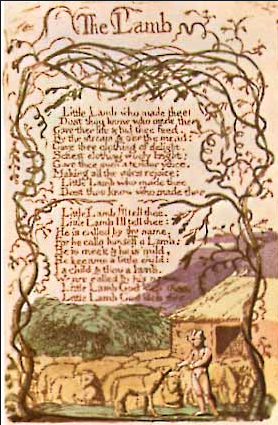 The Lamb
Little Lamb who made thee
Dost thou know who made thee
Gave thee life & bid thee feed.
By the stream & o'er the mead;
Gave thee clothing of delight,
Softest clothing wooly bright;
Gave thee such a tender voice,
Making all the vales rejoice:
Little Lamb who made thee
Dost thou know who made thee
Little Lamb I'll tell thee,
Little Lamb I'll tell thee:
He is called by thy name,
For he calls himself a Lamb:
He is meek & he is mild,
He became a little child:
I a child & thou a lamb,
We are called by his name.
Little Lamb God bless thee.
Little Lamb God bless thee.